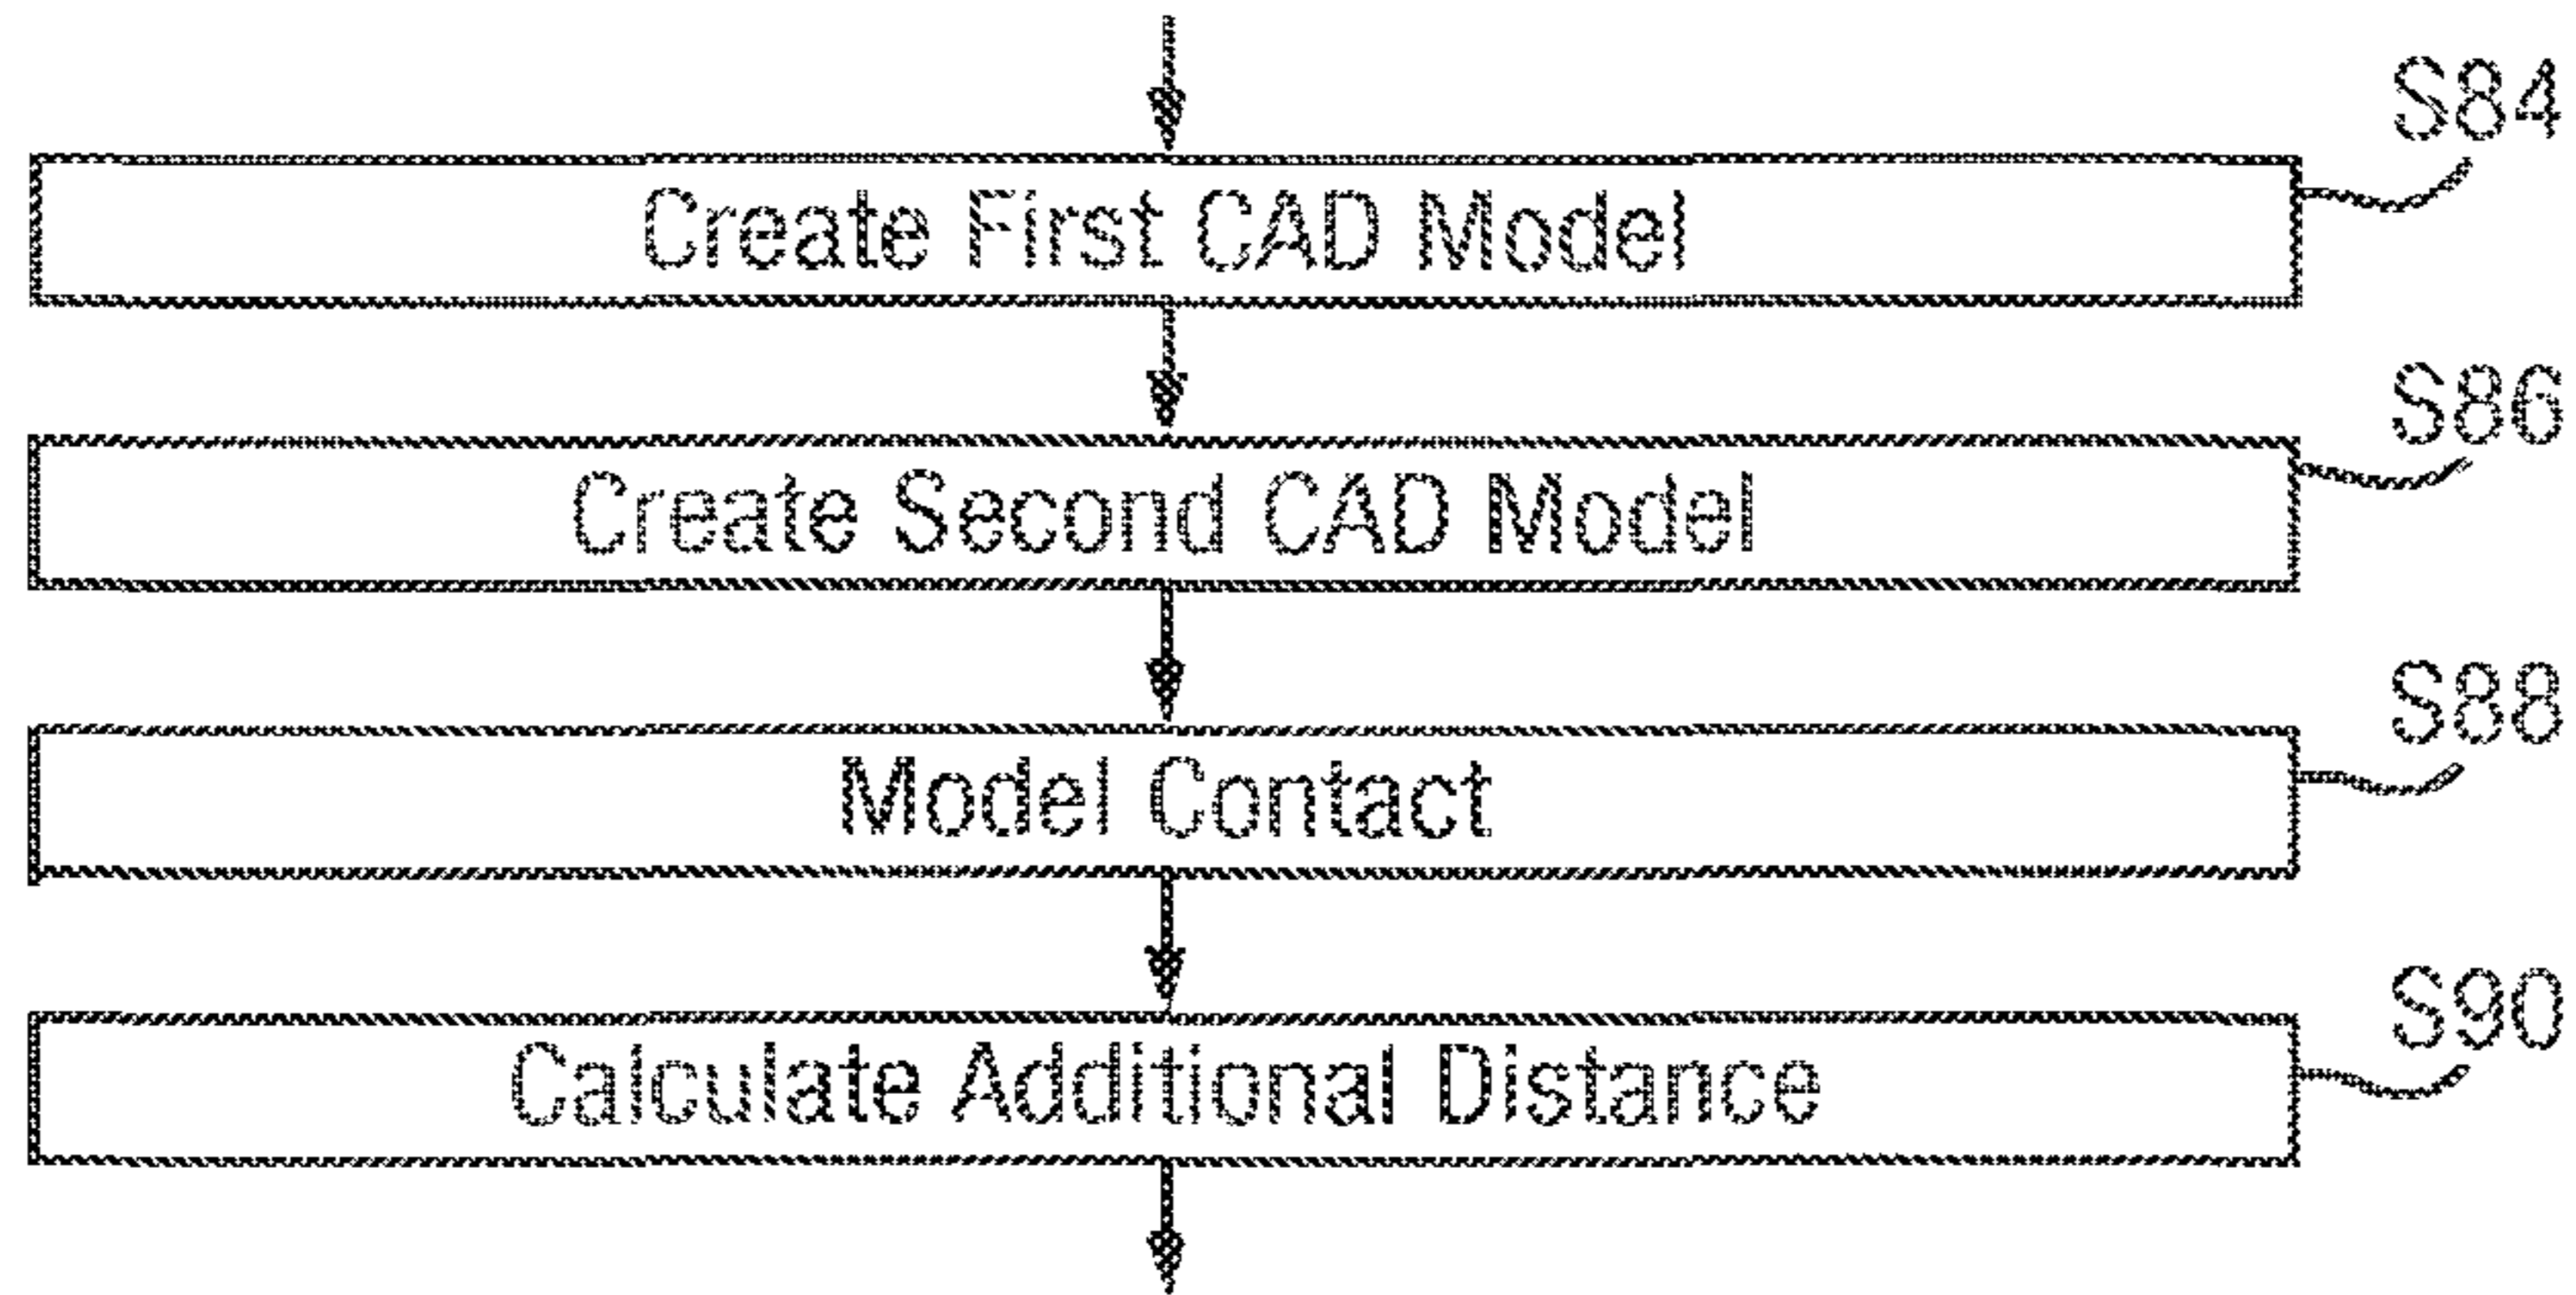 S84
Create First CAD Model
S86
Create Second CAD Model
S88
Model Contact
S90
Calculate Additional Distance